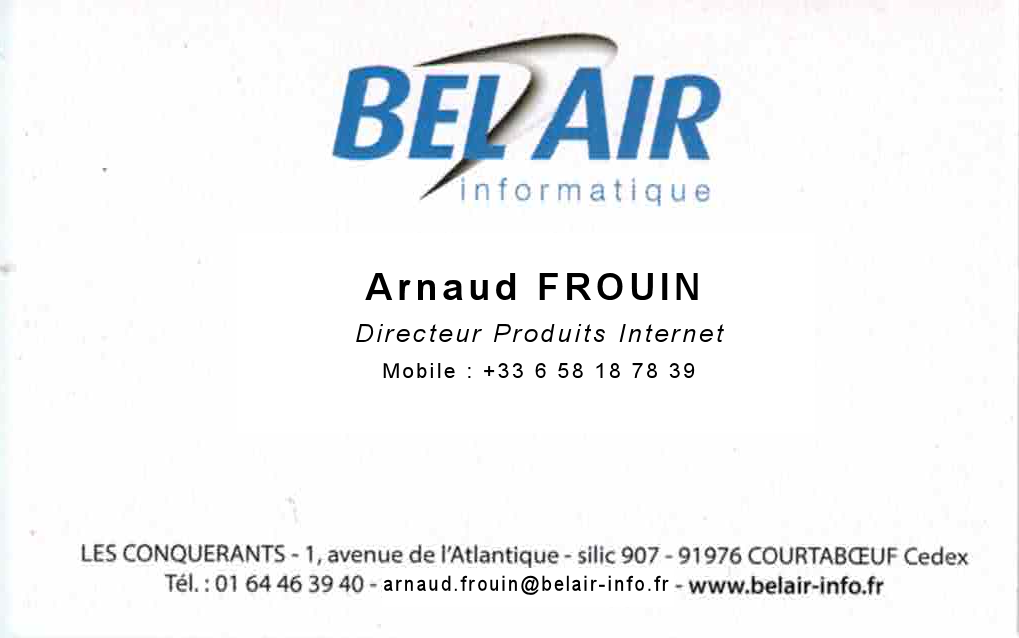 BEL AIR
informatique
Arnaud FROUIN
Directeur Produits Internet
Mobile : +33 6 58 18 78 39
LES CONQUERANTS - 1, avenue de l'Atlantique - silic 907 - 91976 COURTABŒUF Cedex
Tél. : 01 64 46 39 40 - arnaud.frouin@belair-info.fr - www.belair-info.fr